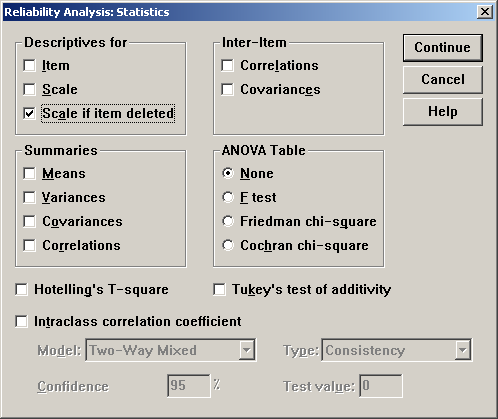 Reliability Analysis: Statistics
Descriptives for
Item
Scale
Scale if item deleted
Inter-Item
Correlations
Covariances
Continue
Cancel
Help
Summaries
Means
Variances
Covariances
Correlations
ANOVA Table
None
F test
Friedman chi-square
Cochran chi-square
Hotelling's T-square
Tukey's test of additivity
Intraclass correlation coefficient
Model: Two-Way Mixed
Type: Consistency
Confidence 95 %
Test value: 0